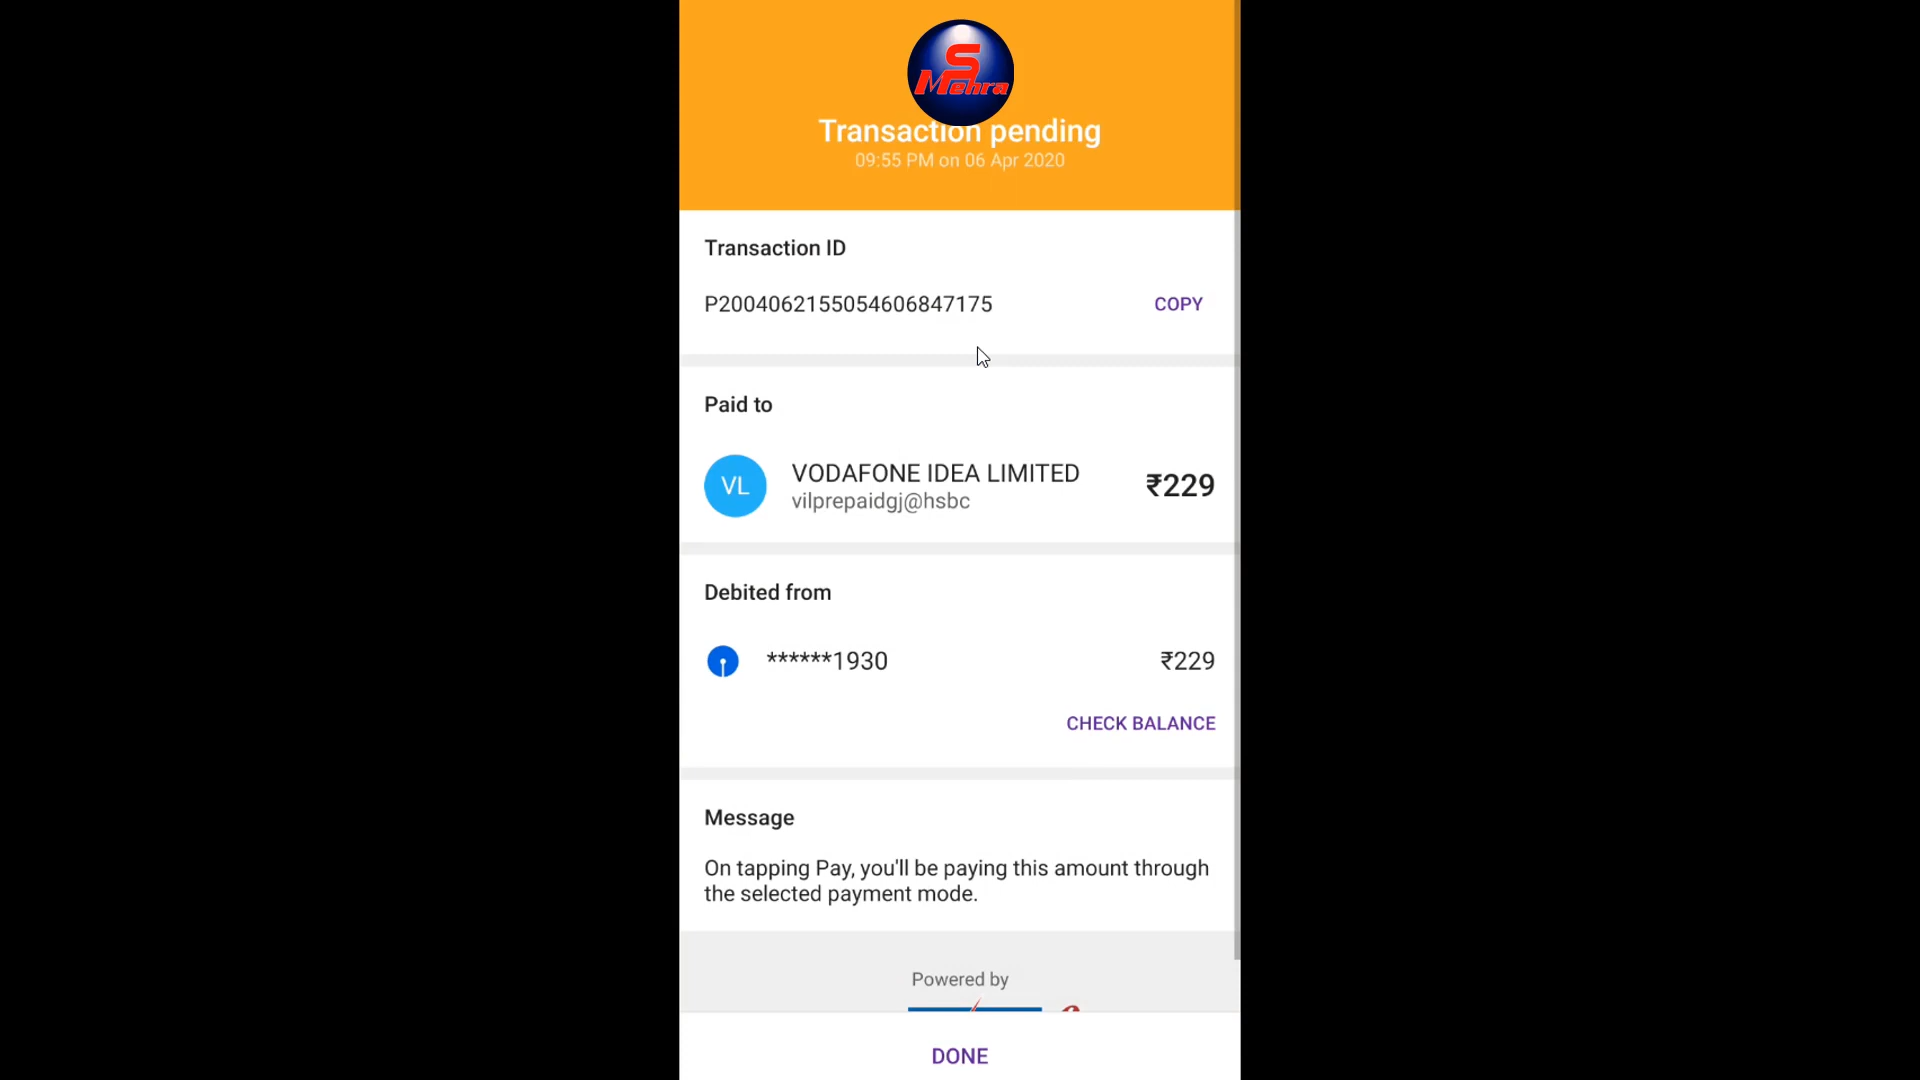 S
Mehra
Transaction pending
09:55 PM on 06 Apr 2020
Transaction ID
P2004062155054606847175
COPY
Paid to
VL
VODAFONE IDEA LIMITED
vilprepaidgj@hsbc
₹229
Debited from
******1930
₹229
CHECK BALANCE
Message
On tapping Pay, you'll be paying this amount through
the selected payment mode.
Powered by
DONE